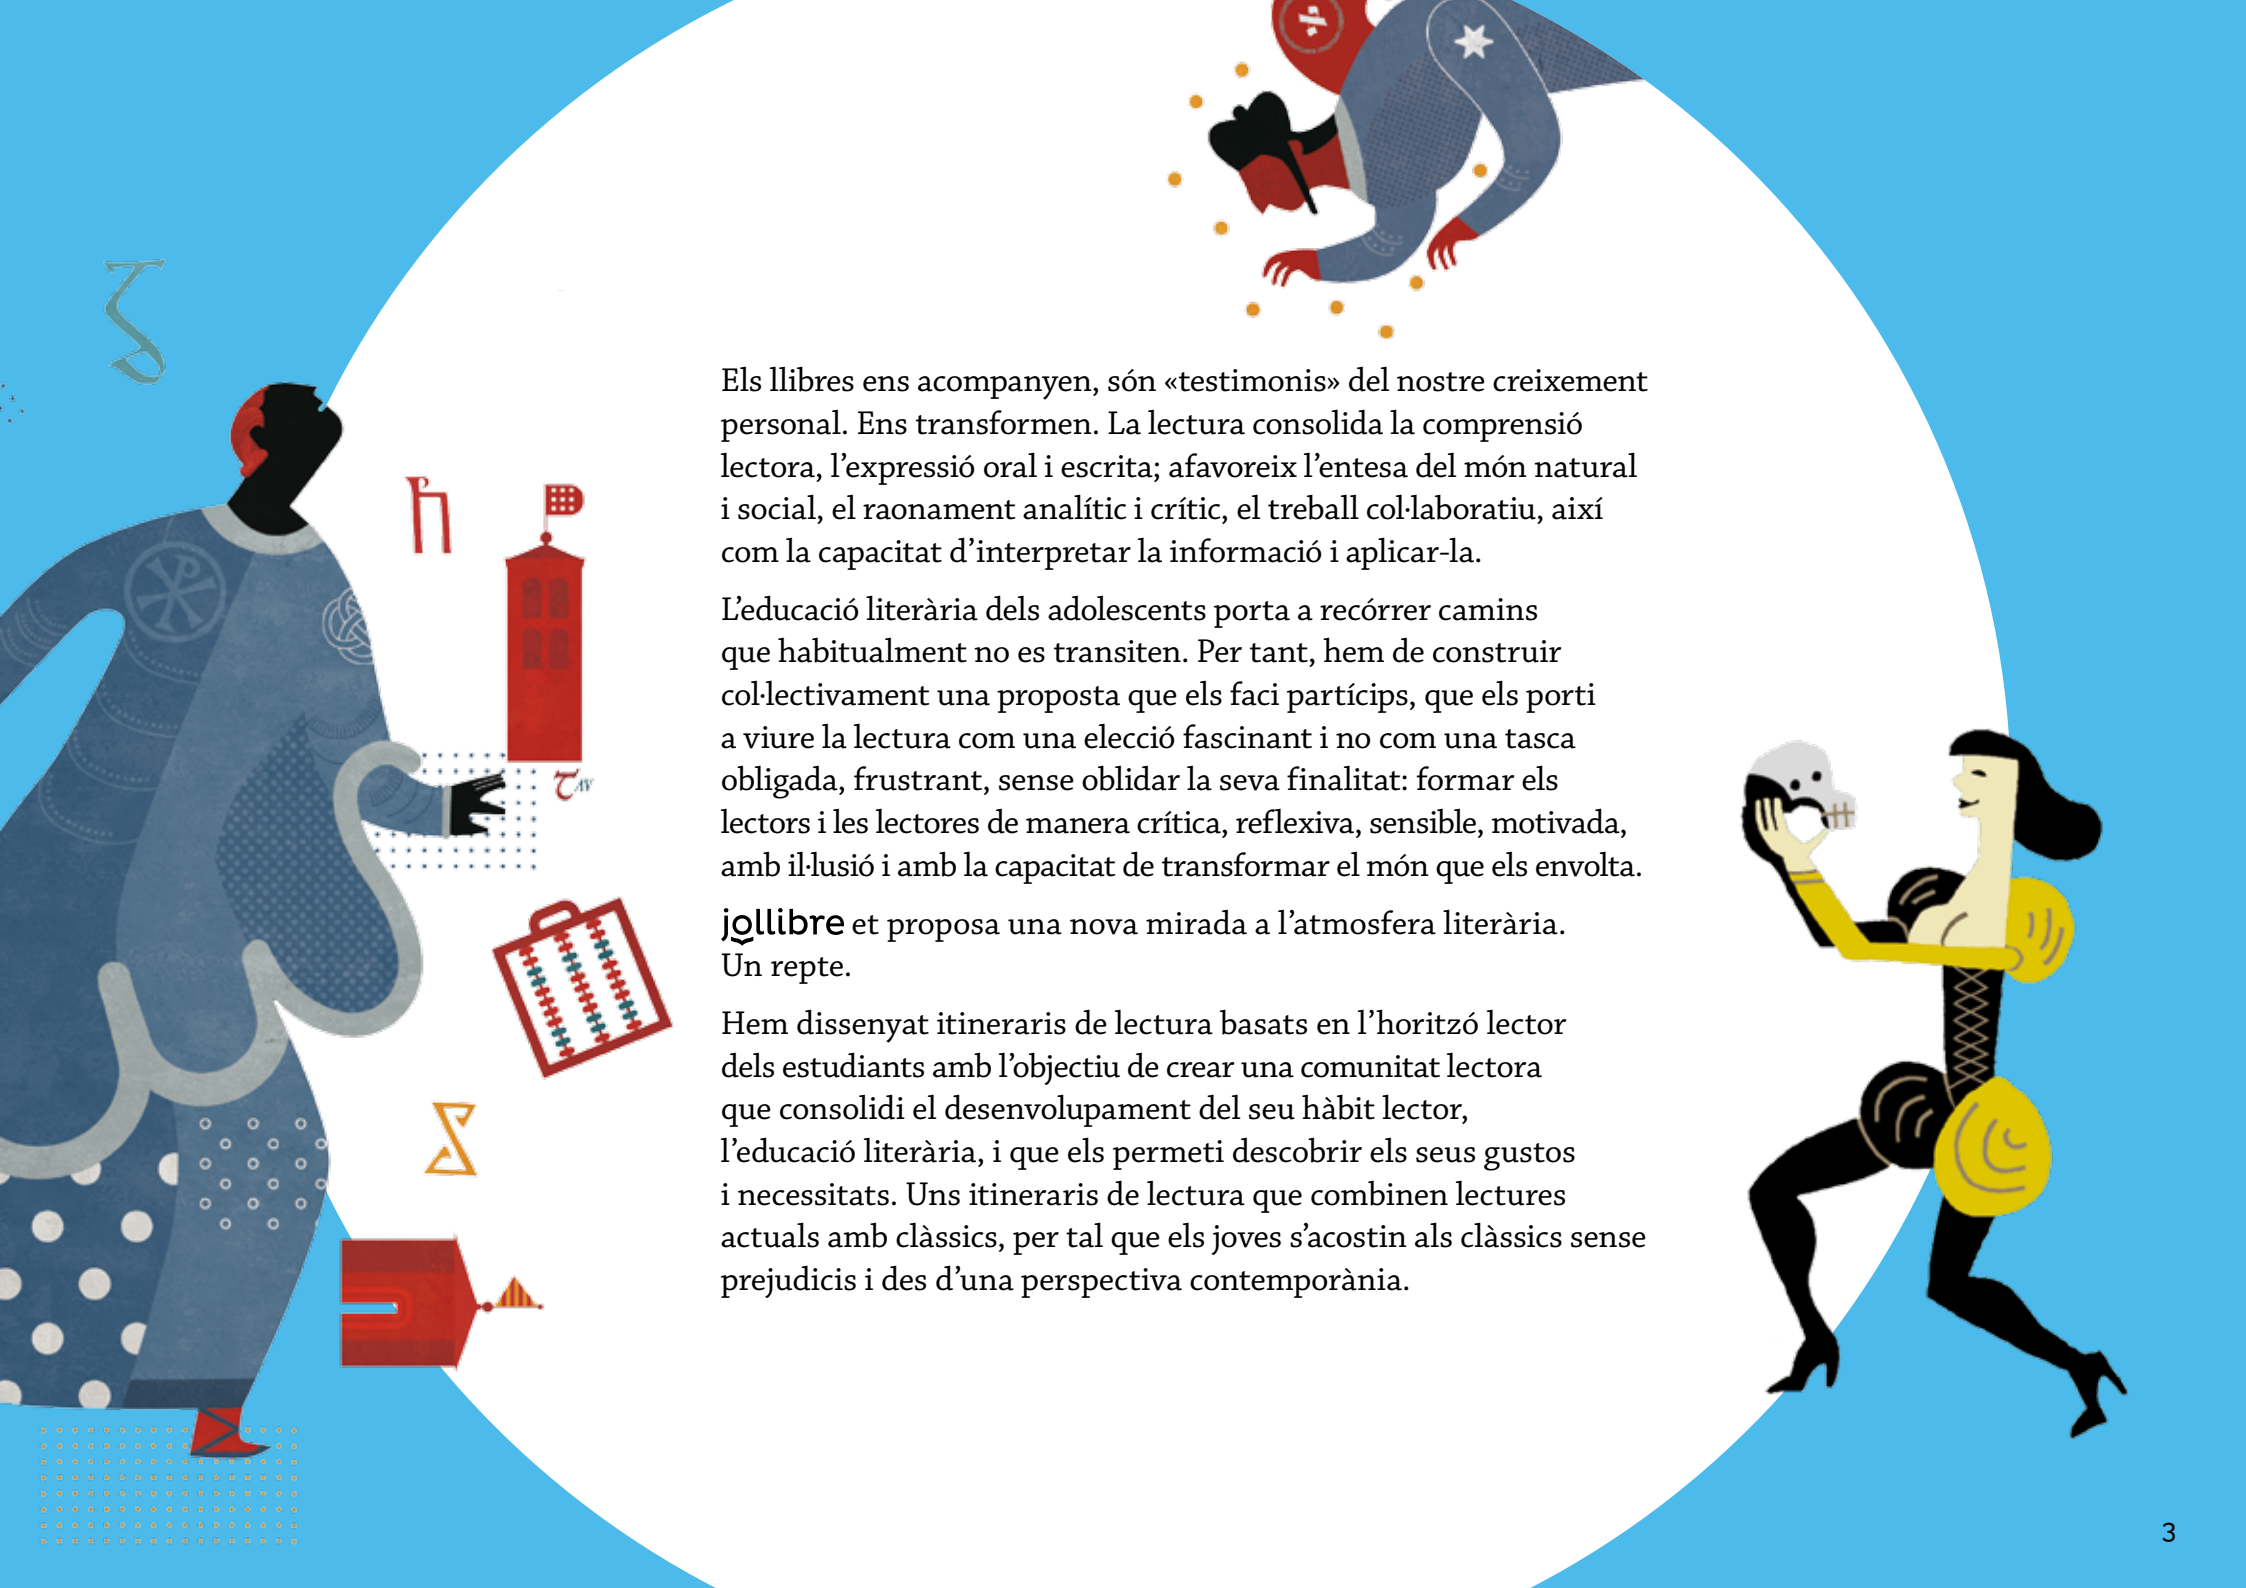 Els llibres ens acompanyen, són «testimonis» del nostre creixement
personal. Ens transformen. La lectura consolida la comprensió
lectora, l’expressió oral i escrita; afavoreix l’entesa del món natural
i social, el raonament analític i crític, el treball col·laboratiu, així
com la capacitat d’interpretar la informació i aplicar-la.
L’educació literària dels adolescents porta a recórrer camins
que habitualment no es transiten. Per tant, hem de construir
col·lectivament una proposta que els faci partícips, que els porti
a viure la lectura com una elecció fascinant i no com una tasca
obligada, frustrant, sense oblidar la seva finalitat: formar els
lectors i les lectores de manera crítica, reflexiva, sensible, motivada,
amb il·lusió i amb la capacitat de transformar el món que els envolta.
jollibre et proposa una nova mirada a l’atmosfera literària.
Un repte.
Hem dissenyat itineraris de lectura basats en l’horitzó lector
dels estudiants amb l’objectiu de crear una comunitat lectora
que consolidi el desenvolupament del seu hàbit lector,
l’educació literària, i que els permeti descobrir els seus gustos
i necessitats. Uns itineraris de lectura que combinen lectures
actuals amb clàssics, per tal que els joves s’acostin als clàssics sense
prejudicis i des d’una perspectiva contemporània.
3